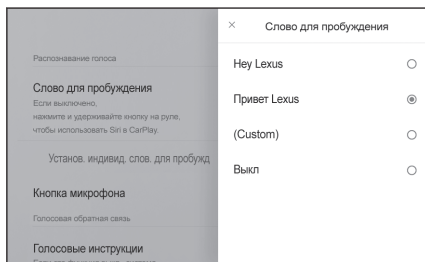 Распознавание голоса
Слово для пробуждения
Если выключено,
нажмите и удерживайте кнопку на руле,
чтобы использовать Siri в CarPlay.
Установ. индивид. слов. для пробужд
Кнопка микрофона
Голосовая обратная связь
Голосовые инструкции
× Слово для пробуждения
Hey Lexus
Привет Lexus
(Custom)
Выкл